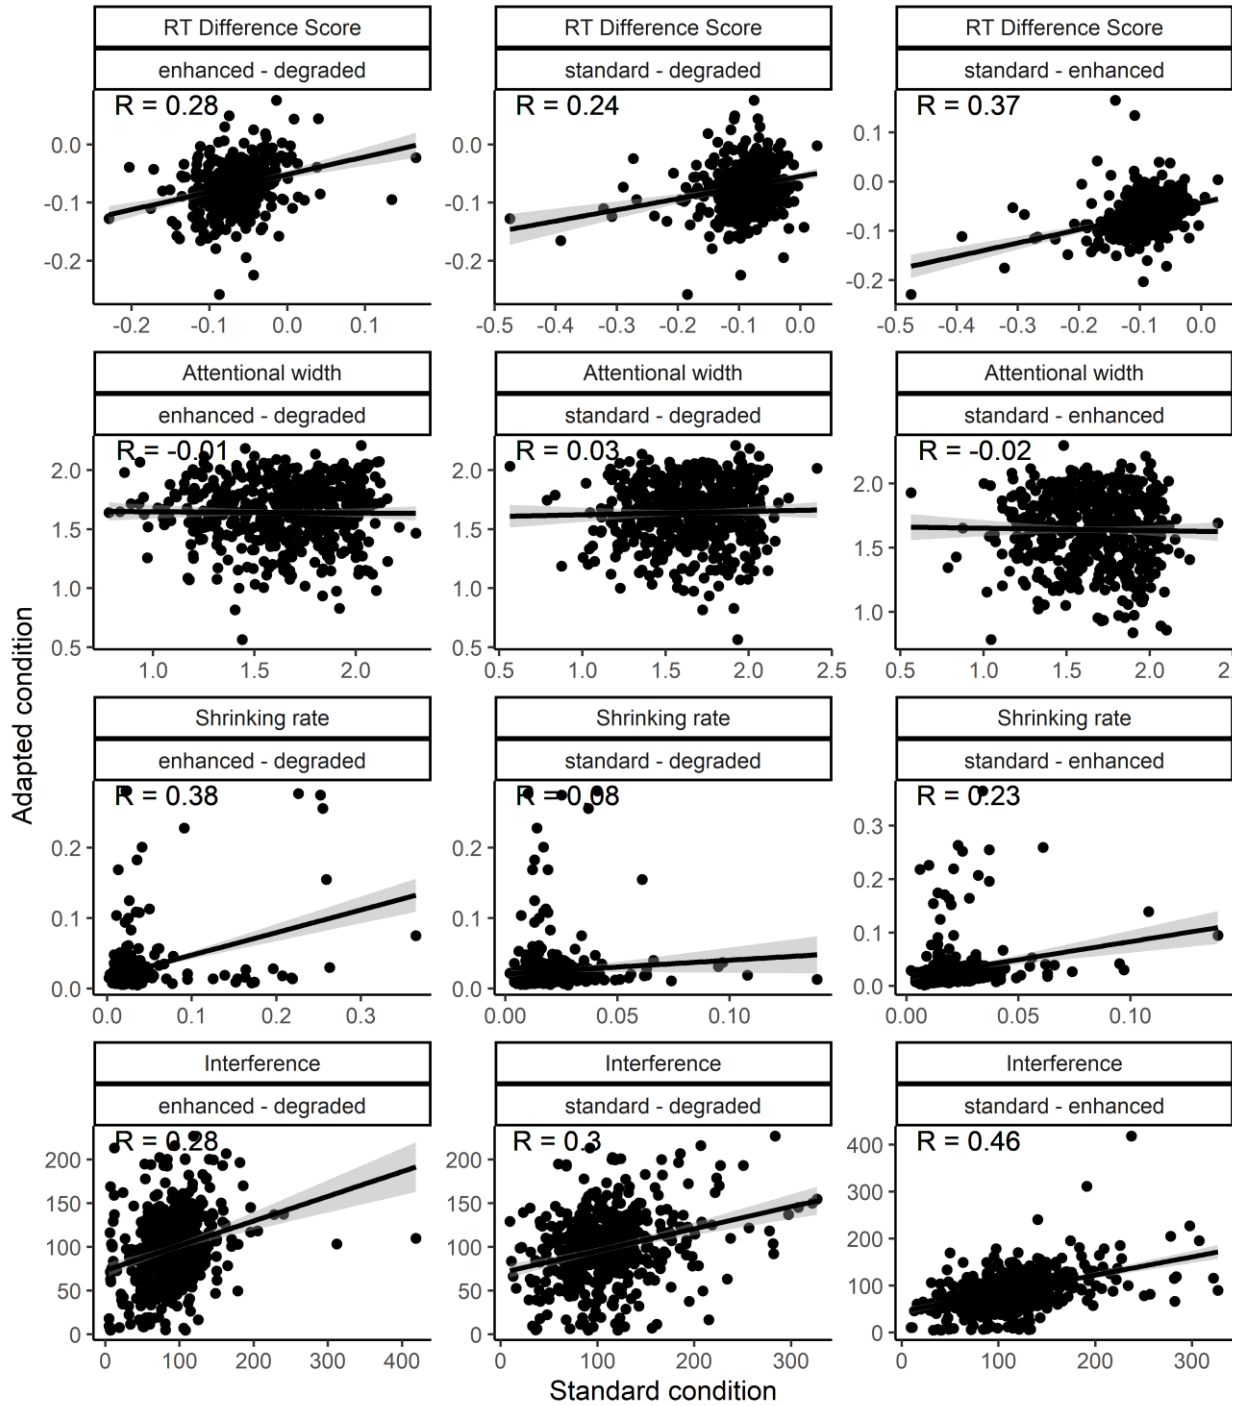 RT Difference Score
RT Difference Score
RT Difference Score
enhanced - degraded
standard - degraded
standard - enhanced
R = 0.28
R = 0.24
R = 0.37
0.0
-0.1
-0.2
0.0
-0.1
-0.2
0.1
0.0
-0.1
-0.2
-0.2 -0.1 0.0 0.1
-0.5 -0.4 -0.3 -0.2 -0.1 0.0
-0.5 -0.4 -0.3 -0.2 -0.1 0.0
Attentional width
Attentional width
Attentional width
enhanced - degraded
standard - degraded
standard - enhanced
R = -0.01
R = 0.03
R = -0.02
2.0
1.5
1.0
0.5
2.0
1.5
1.0
0.5
2.0
1.5
1.0
1.0 1.5 2.0
0.5 1.0 1.5 2.0 2.5
0.5 1.0 1.5 2.0 2.
Adapted condition
Shrinking rate
Shrinking rate
Shrinking rate
enhanced - degraded
standard - degraded
standard - enhanced
R = 0.38
R = 0.08
R = 0.23
0.2
0.1
0.0
0.2
0.1
0.0
0.3
0.2
0.1
0.0
0.0 0.1 0.2 0.3
0.00 0.05 0.10
0.00 0.05 0.10
Interference
Interference
Interference
enhanced - degraded
standard - degraded
standard - enhanced
R = 0.28
R = 0.3
R = 0.46
200
150
100
50
0
200
150
100
50
0
400
300
200
100
0
0 100 200 300 400
0 100 200 300
0 100 200 300
Standard condition